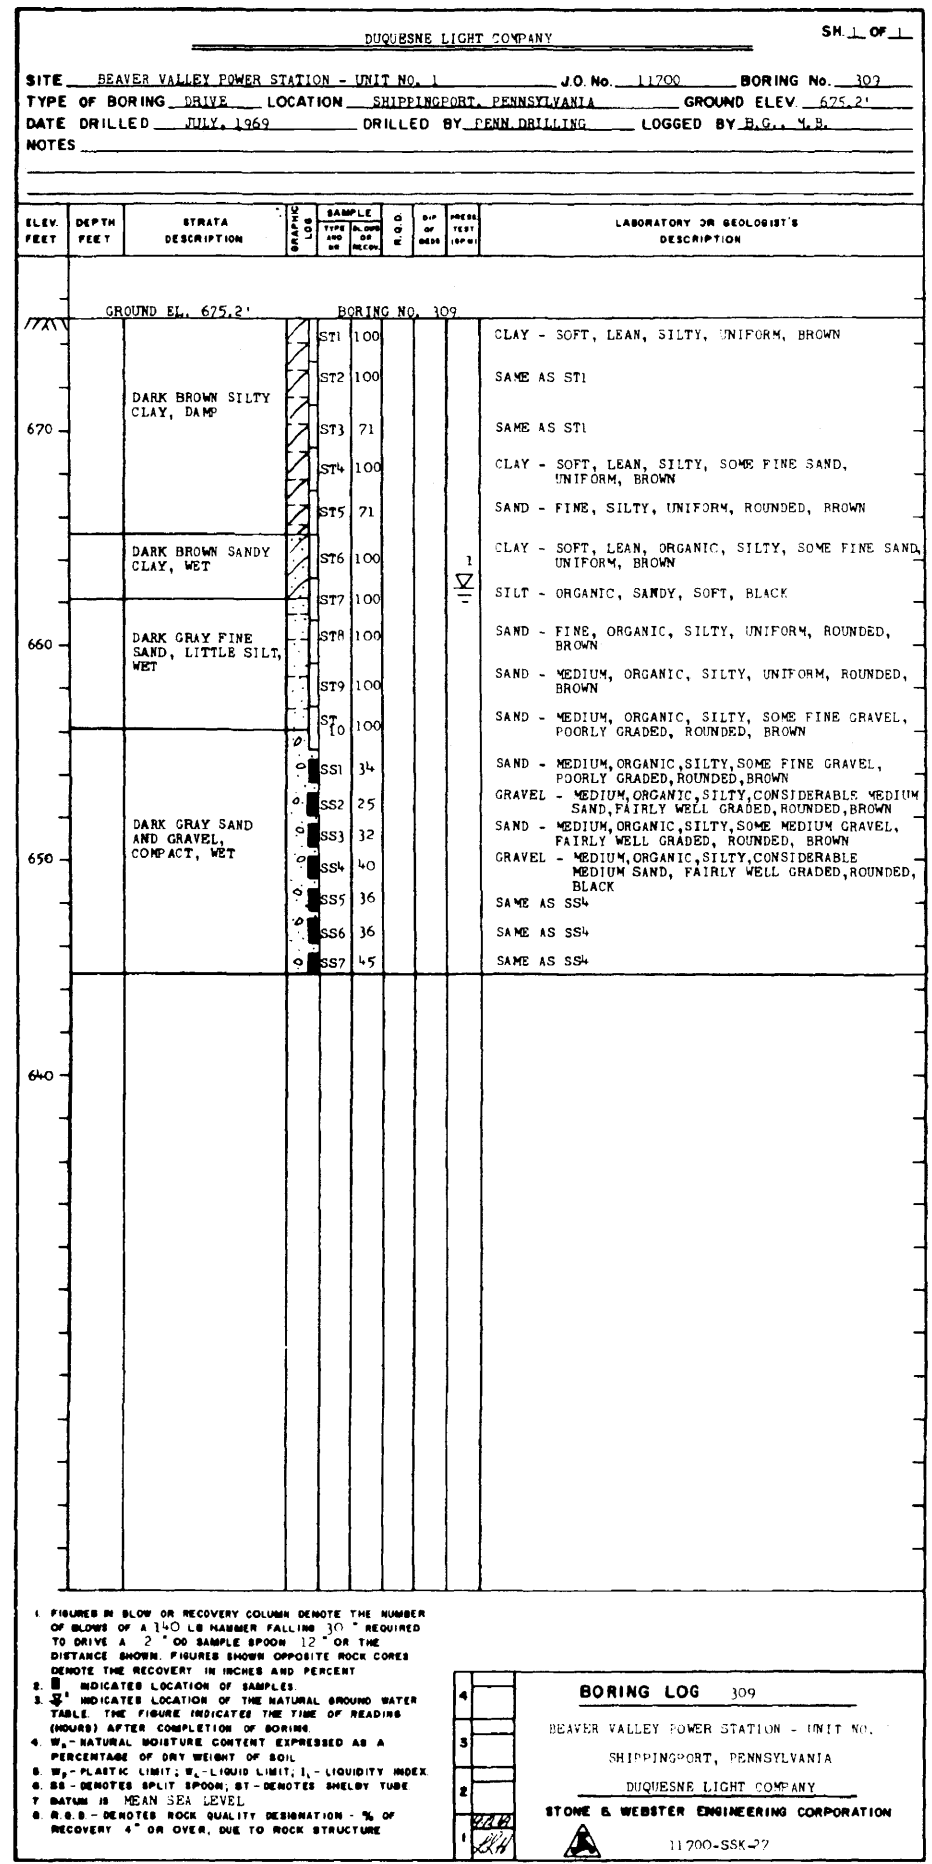 DUQUESNE LIGHT COMPANY
SH. 1 OF 1
SITE BEAVER VALLEY POWER STATION - UNIT NO. 1 J.O. No. 11700 BORING No. 309
TYPE OF BORING DRIVE LOCATION SHIPPINGPORT, PENNSYLVANIA GROUND ELEV. 675.2'
DATE DRILLED JULY, 1969 DRILLED BY PENN. DRILLING LOGGED BY B.G., M.B.
NOTES
ELEV. FEET
DEPTH FEET
STRATA DESCRIPTION
GRAPHIC LOG
SAMPLE
TYPE AND NR
BLOWS OR RECOV.
R.Q.D.
DIP OF BEDS
PRESS. TEST (GPM)
LABORATORY OR GEOLOGIST'S
DESCRIPTION
GROUND EL. 675.2' BORING NO. 309
ST1 100 CLAY - SOFT, LEAN, SILTY, UNIFORM, BROWN
ST2 100 SAME AS ST1
DARK BROWN SILTY
CLAY, DAMP
670 ST3 71 SAME AS ST1
ST4 100 CLAY - SOFT, LEAN, SILTY, SOME FINE SAND,
UNIFORM, BROWN
ST5 71 SAND - FINE, SILTY, UNIFORM, ROUNDED, BROWN
DARK BROWN SANDY
CLAY, WET
ST6 100 CLAY - SOFT, LEAN, ORGANIC, SILTY, SOME FINE SAND,
UNIFORM, BROWN
1
ST7 100 SILT - ORGANIC, SANDY, SOFT, BLACK
660
DARK GRAY FINE
SAND, LITTLE SILT,
WET
ST8 100 SAND - FINE, ORGANIC, SILTY, UNIFORM, ROUNDED,
BROWN
ST9 100 SAND - MEDIUM, ORGANIC, SILTY, UNIFORM, ROUNDED,
BROWN
ST 10 100 SAND - MEDIUM, ORGANIC, SILTY, SOME FINE GRAVEL,
POORLY GRADED, ROUNDED, BROWN
SS1 34 SAND - MEDIUM,ORGANIC,SILTY,SOME FINE GRAVEL,
POORLY GRADED,ROUNDED,BROWN
SS2 25 GRAVEL - MEDIUM,ORGANIC,SILTY,CONSIDERABLE MEDIUM
SAND,FAIRLY WELL GRADED,ROUNDED,BROWN
DARK GRAY SAND
AND GRAVEL,
COMPACT, WET
SS3 32 SAND - MEDIUM,ORGANIC,SILTY,SOME MEDIUM GRAVEL,
FAIRLY WELL GRADED, ROUNDED, BROWN
650 SS4 40 GRAVEL - MEDIUM,ORGANIC,SILTY,CONSIDERABLE
MEDIUM SAND, FAIRLY WELL GRADED,ROUNDED,
BLACK
SS5 36 SAME AS SS4
SS6 36 SAME AS SS4
SS7 45 SAME AS SS4
640
1. FIGURES IN BLOW OR RECOVERY COLUMN DENOTE THE NUMBER
OF BLOWS OF A 140 LB HAMMER FALLING 30 " REQUIRED
TO DRIVE A 2 " OD SAMPLE SPOON 12 " OR THE
DISTANCE SHOWN. FIGURES SHOWN OPPOSITE ROCK CORES
DENOTE THE RECOVERY IN INCHES AND PERCENT
2. INDICATES LOCATION OF SAMPLES.
3. INDICATES LOCATION OF THE NATURAL GROUND WATER
TABLE. THE FIGURE INDICATES THE TIME OF READING
(HOURS) AFTER COMPLETION OF BORING.
4. Wn - NATURAL MOISTURE CONTENT EXPRESSED AS A
PERCENTAGE OF DRY WEIGHT OF SOIL
5. Wp - PLASTIC LIMIT; WL - LIQUID LIMIT; IL - LIQUIDITY INDEX.
6. SS - DENOTES SPLIT SPOON; ST - DENOTES SHELBY TUBE
7 DATUM IS MEAN SEA LEVEL
8. R.Q.D. - DENOTES ROCK QUALITY DESIGNATION - % OF
RECOVERY 4" OR OVER, DUE TO ROCK STRUCTURE
4
3
2
1
BORING LOG 309
BEAVER VALLEY POWER STATION - UNIT NO.
SHIPPINGPORT, PENNSYLVANIA
DUQUESNE LIGHT COMPANY
STONE & WEBSTER ENGINEERING CORPORATION
11700-SSK-27